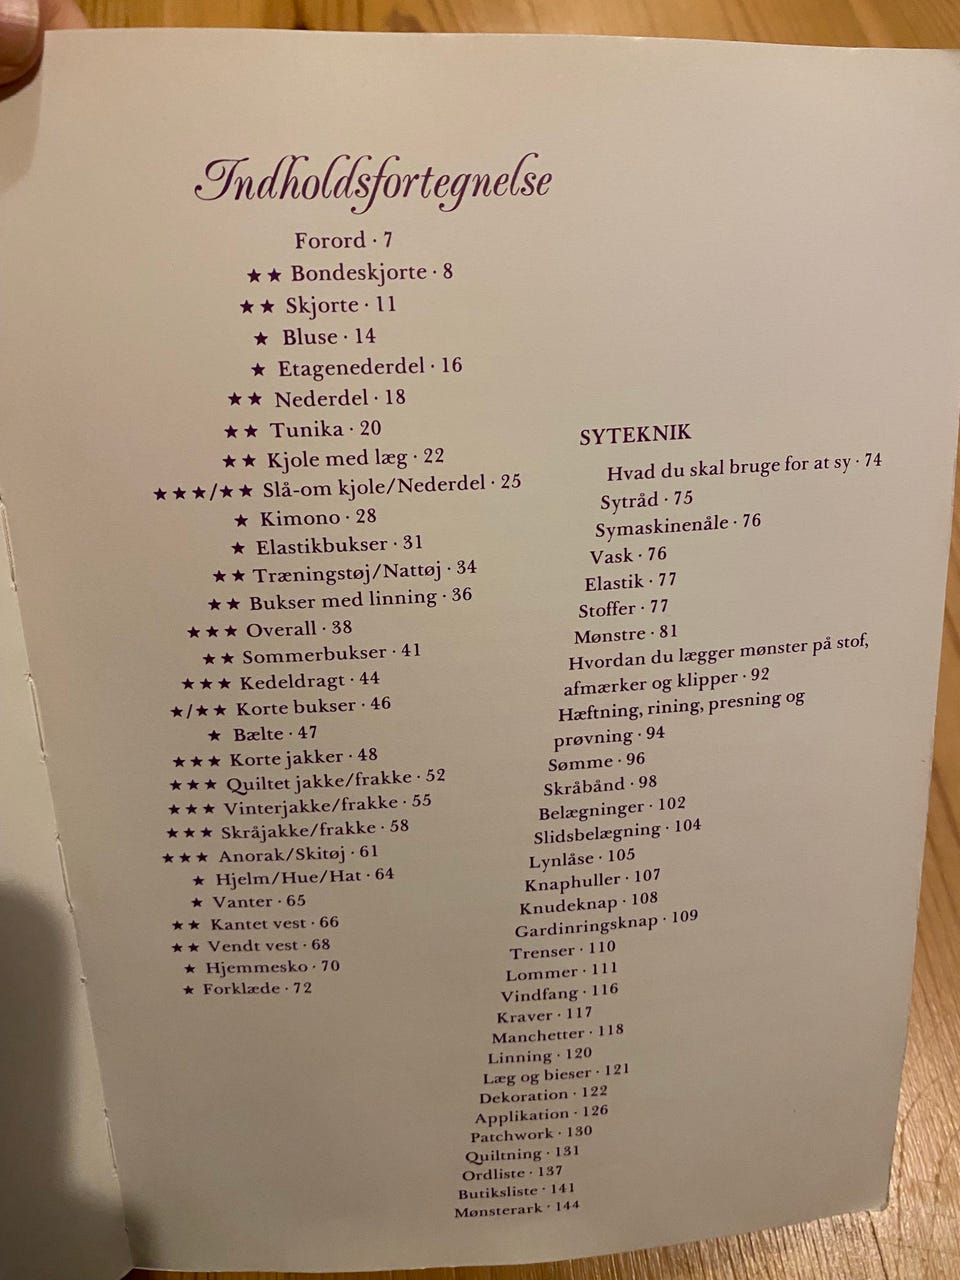 Indholdsfortegnelse
Forord · 7
★★ Bondeskjorte · 8
★★ Skjorte · 11
★ Bluse · 14
★ Etagenederdel · 16
★★ Nederdel · 18
★★ Tunika · 20
★★ Kjole med læg · 22
★★★/★★ Slå-om kjole/Nederdel · 25
★ Kimono · 28
★ Elastikbukser · 31
★★ Træningstøj/Nattøj · 34
★★ Bukser med linning · 36
★★★ Overall · 38
★★ Sommerbukser · 41
★★★ Kedeldragt · 44
★/★★ Korte bukser · 46
★ Bælte · 47
★★★ Korte jakker · 48
★★★ Quiltet jakke/frakke · 52
★★★ Vinterjakke/frakke · 55
★★★ Skråjakke/frakke · 58
★★★ Anorak/Skitøj · 61
★ Hjelm/Hue/Hat · 64
★ Vanter · 65
★★ Kantet vest · 66
★★ Vendt vest · 68
★ Hjemmesko · 70
★ Forklæde · 72
SYTEKNIK
Hvad du skal bruge for at sy · 74
Sytråd · 75
Symaskinenåle · 76
Vask · 76
Elastik · 77
Stoffer · 77
Mønstre · 81
Hvordan du lægger mønster på stof,
afmærker og klipper · 92
Hæftning, rining, presning og
prøvning · 94
Sømme · 96
Skråbånd · 98
Belægninger · 102
Slidsbelægning · 104
Lynlåse · 105
Knaphuller · 107
Knudeknap · 108
Gardinringsknap · 109
Trenser · 110
Lommer · 111
Vindfang · 116
Kraver · 117
Manchetter · 118
Linning · 120
Læg og bieser · 121
Dekoration · 122
Applikation · 126
Patchwork · 130
Quiltning · 131
Ordliste · 137
Butiksliste · 141
Mønsterark · 144